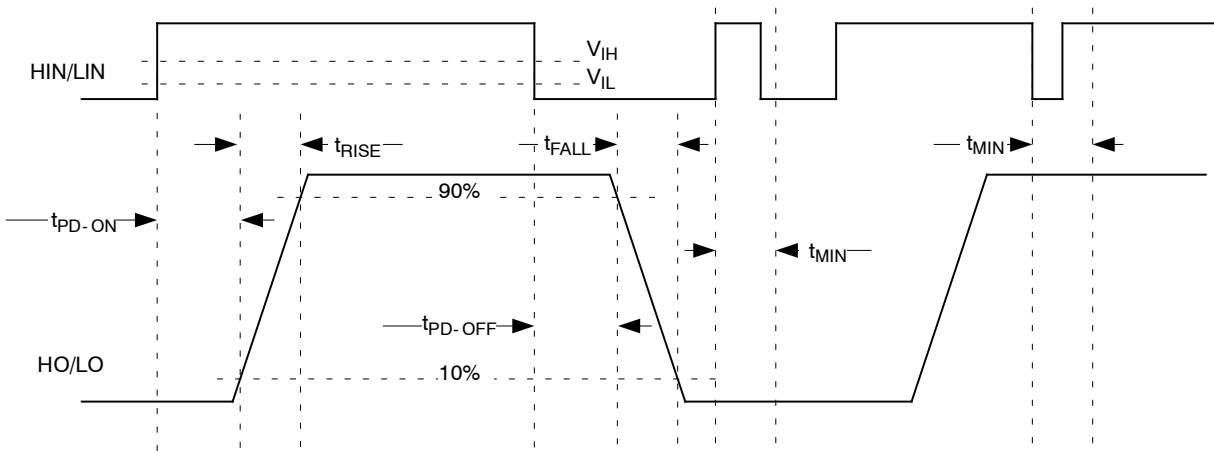 V_IH
HIN/LIN
V_IL
t_RISE
t_FALL
t_MIN
90%
t_PD-ON
t_MIN
t_PD-OFF
HO/LO
10%